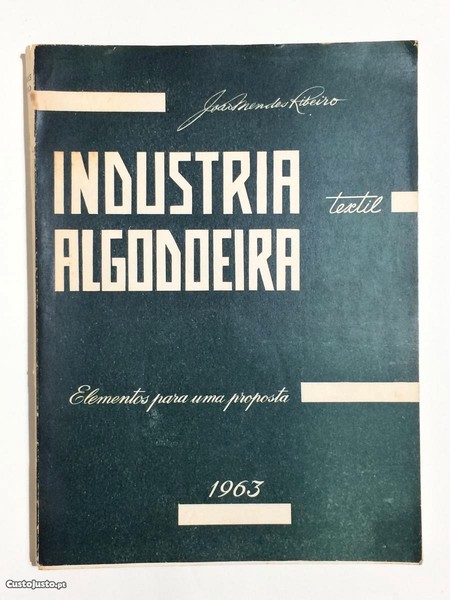 João Mendes Ribeiro
INDUSTRIA
textil
ALGODOEIRA
Elementos para uma proposta
1963
CustoJusto.pt